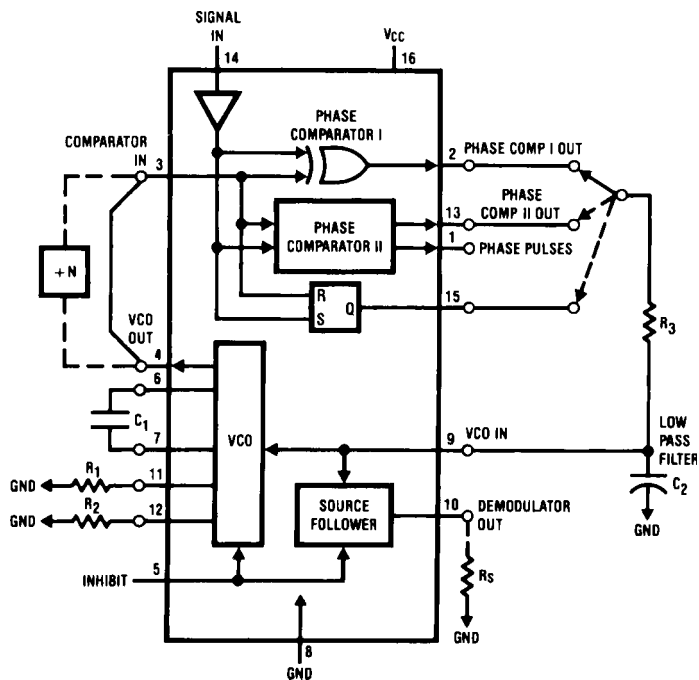 SIGNAL
IN
14
VCC
16
PHASE
COMPARATOR I
COMPARATOR
IN
3
2
PHASE COMP I OUT
PHASE
COMP II OUT
PHASE
COMPARATOR II
13
1
PHASE PULSES
+N
R
S
Q
15
R3
VCO
OUT
4
6
C1
7
VCO
9
VCO IN
LOW
PASS
FILTER
C2
GND
R1
11
GND
R2
12
GND
SOURCE
FOLLOWER
10
DEMODULATOR
OUT
RS
GND
INHIBIT
5
8
GND